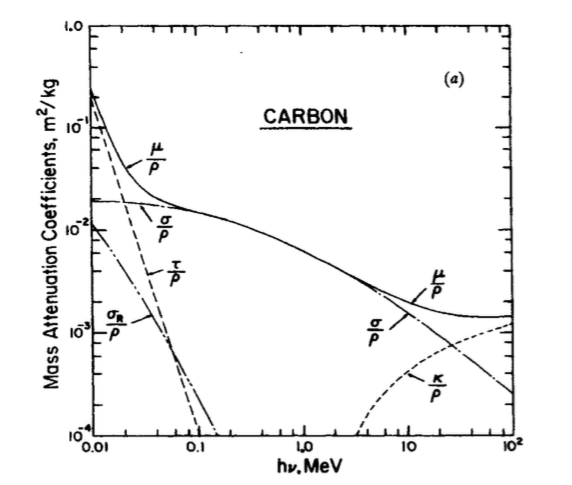 Mass Attenuation Coefficients, m²/kg
1.0
10⁻¹
10⁻²
10⁻³
10⁻⁴
(a)
CARBON
μ/ρ
σ/ρ
τ/ρ
σR/ρ
μ/ρ
σ/ρ
κ/ρ
0.01 0.1 1.0 10 10²
hν, MeV